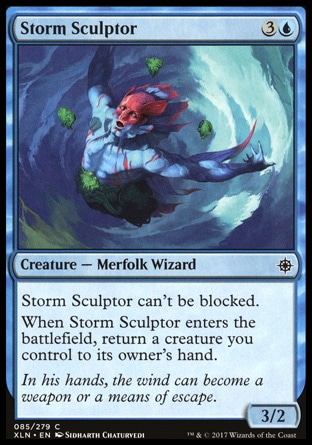 Storm Sculptor 3
Creature — Merfolk Wizard
Storm Sculptor can't be blocked.
When Storm Sculptor enters the
battlefield, return a creature you
control to its owner's hand.
In his hands, the wind can become a
weapon or a means of escape.
3/2
085/279 C
XLN • EN Sidharth Chaturvedi
™ & © 2017 Wizards of the Coast